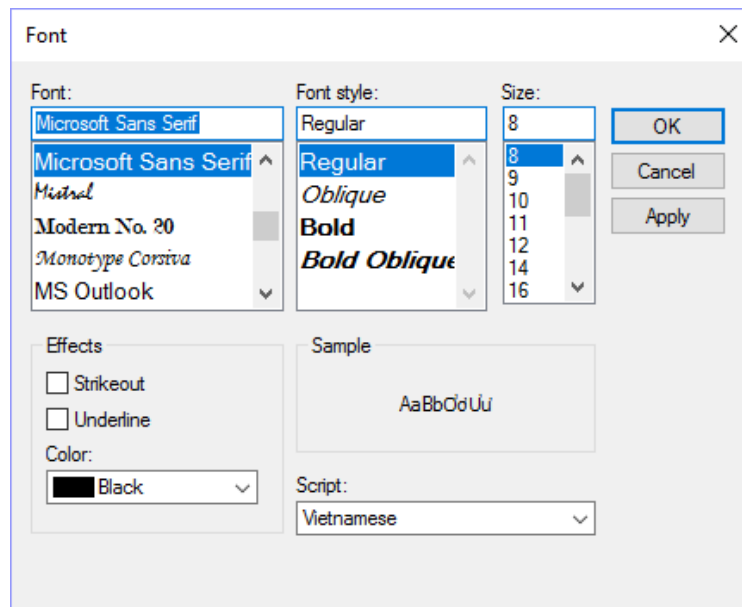 Font
Font:
Microsoft Sans Serif
Microsoft Sans Serif
Mistral
Modern No. 20
Monotype Corsiva
MS Outlook
Font style:
Regular
Regular
Oblique
Bold
Bold Oblique
Size:
8
8
9
10
11
12
14
16
OK
Cancel
Apply
Effects
Strikeout
Underline
Color:
Black
Sample
AaBbƠơƯư
Script:
Vietnamese